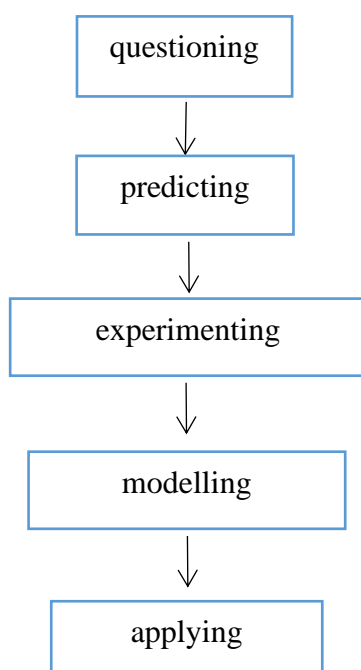 questioning
predicting
experimenting
modelling
applying